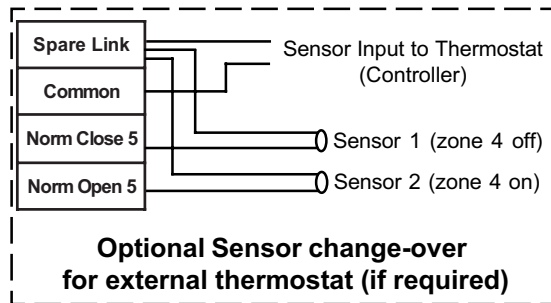 Spare Link
Common
Norm Close 5
Norm Open 5
Sensor Input to Thermostat
(Controller)
Sensor 1 (zone 4 off)
Sensor 2 (zone 4 on)
Optional Sensor change-over
for external thermostat (if required)